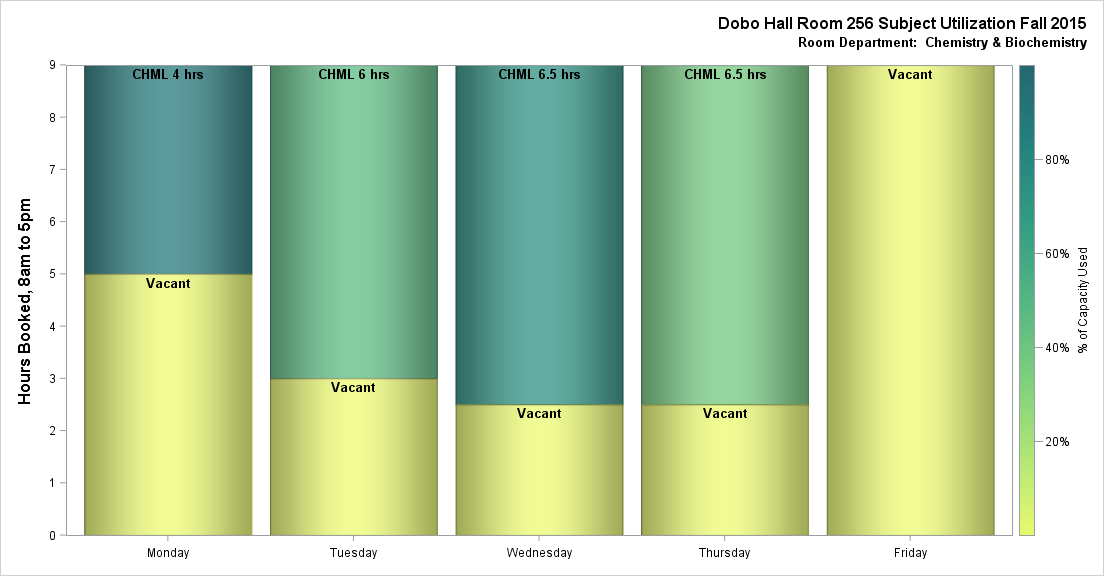 Dobo Hall Room 256 Subject Utilization Fall 2015
Room Department: Chemistry & Biochemistry
Hours Booked, 8am to 5pm
9
8
7
6
5
4
3
2
1
0
CHML 4 hrs
Vacant
CHML 6 hrs
Vacant
CHML 6.5 hrs
Vacant
CHML 6.5 hrs
Vacant
Vacant
Monday
Tuesday
Wednesday
Thursday
Friday
80%
60%
40%
20%
% of Capacity Used